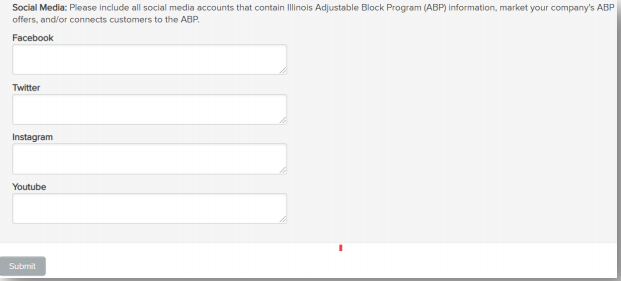 Social Media: Please include all social media accounts that contain Illinois Adjustable Block Program (ABP) information, market your company's ABP
offers, and/or connects customers to the ABP.
Facebook
Twitter
Instagram
Youtube
Submit